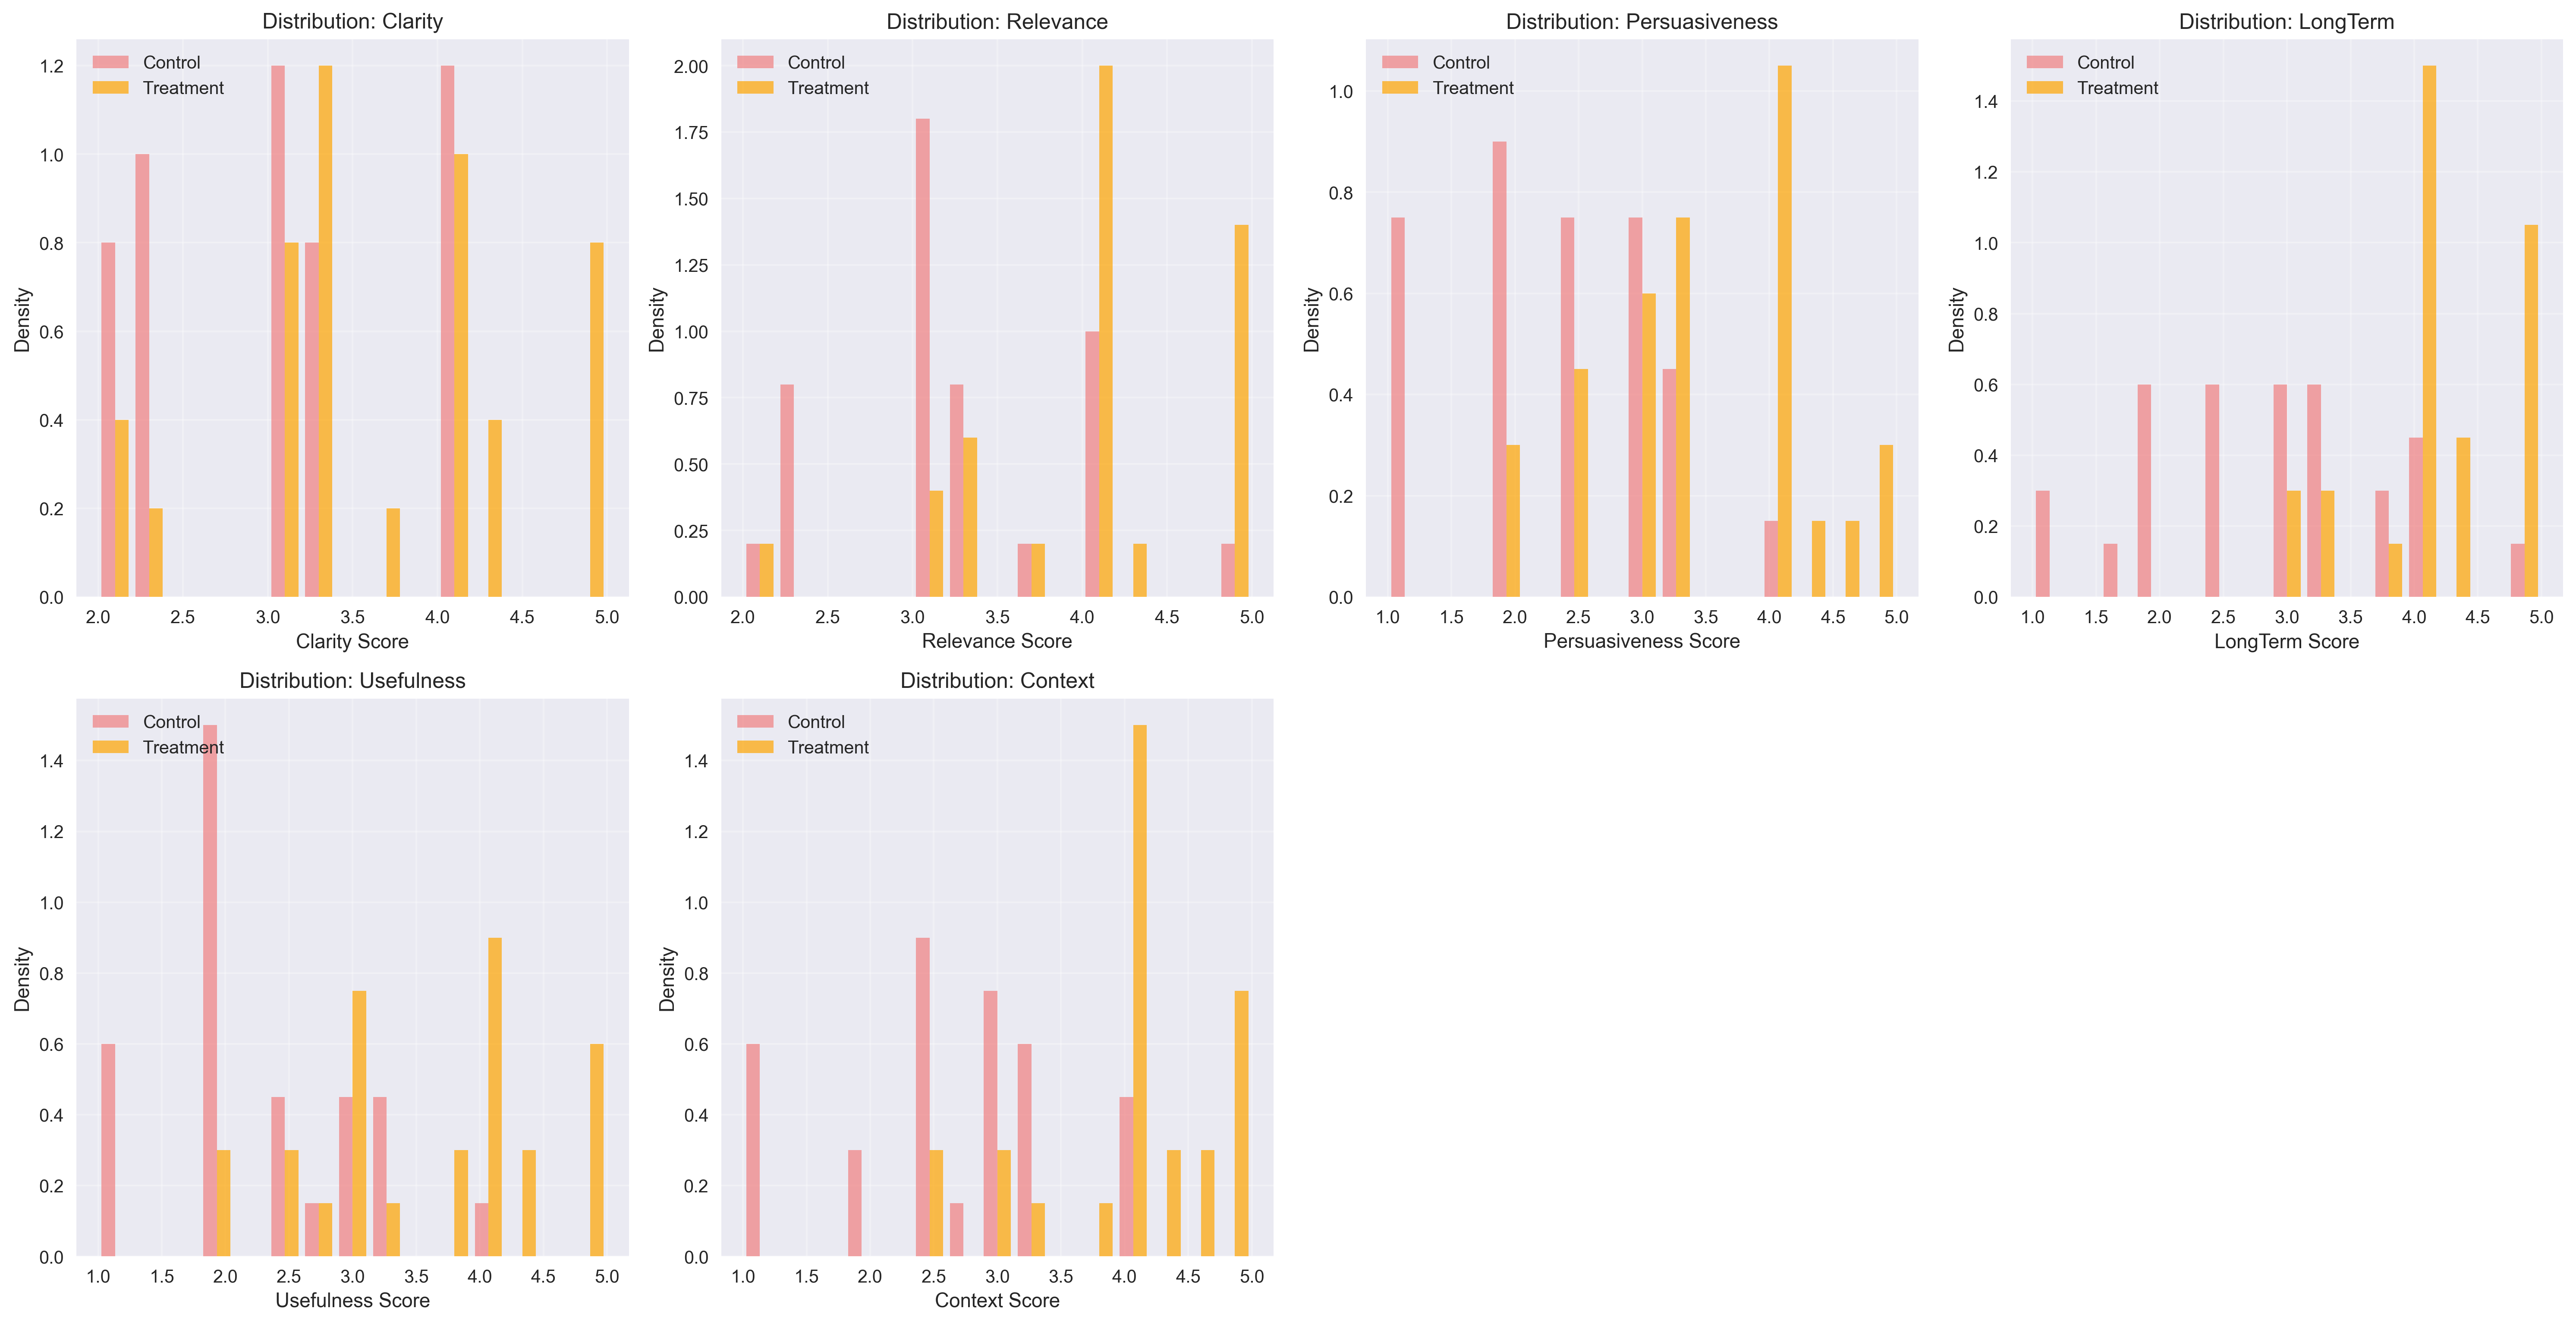 Distribution: Clarity
Control
Treatment
1.2
1.0
0.8
0.6
0.4
0.2
0.0
Density
2.0 2.5 3.0 3.5 4.0 4.5 5.0
Clarity Score
Distribution: Relevance
Control
Treatment
2.00
1.75
1.50
1.25
1.00
0.75
0.50
0.25
0.00
Density
2.0 2.5 3.0 3.5 4.0 4.5 5.0
Relevance Score
Distribution: Persuasiveness
Control
Treatment
1.0
0.8
0.6
0.4
0.2
0.0
Density
1.0 1.5 2.0 2.5 3.0 3.5 4.0 4.5 5.0
Persuasiveness Score
Distribution: LongTerm
Control
Treatment
1.4
1.2
1.0
0.8
0.6
0.4
0.2
0.0
Density
1.0 1.5 2.0 2.5 3.0 3.5 4.0 4.5 5.0
LongTerm Score
Distribution: Usefulness
Control
Treatment
1.4
1.2
1.0
0.8
0.6
0.4
0.2
0.0
Density
1.0 1.5 2.0 2.5 3.0 3.5 4.0 4.5 5.0
Usefulness Score
Distribution: Context
Control
Treatment
1.4
1.2
1.0
0.8
0.6
0.4
0.2
0.0
Density
1.0 1.5 2.0 2.5 3.0 3.5 4.0 4.5 5.0
Context Score